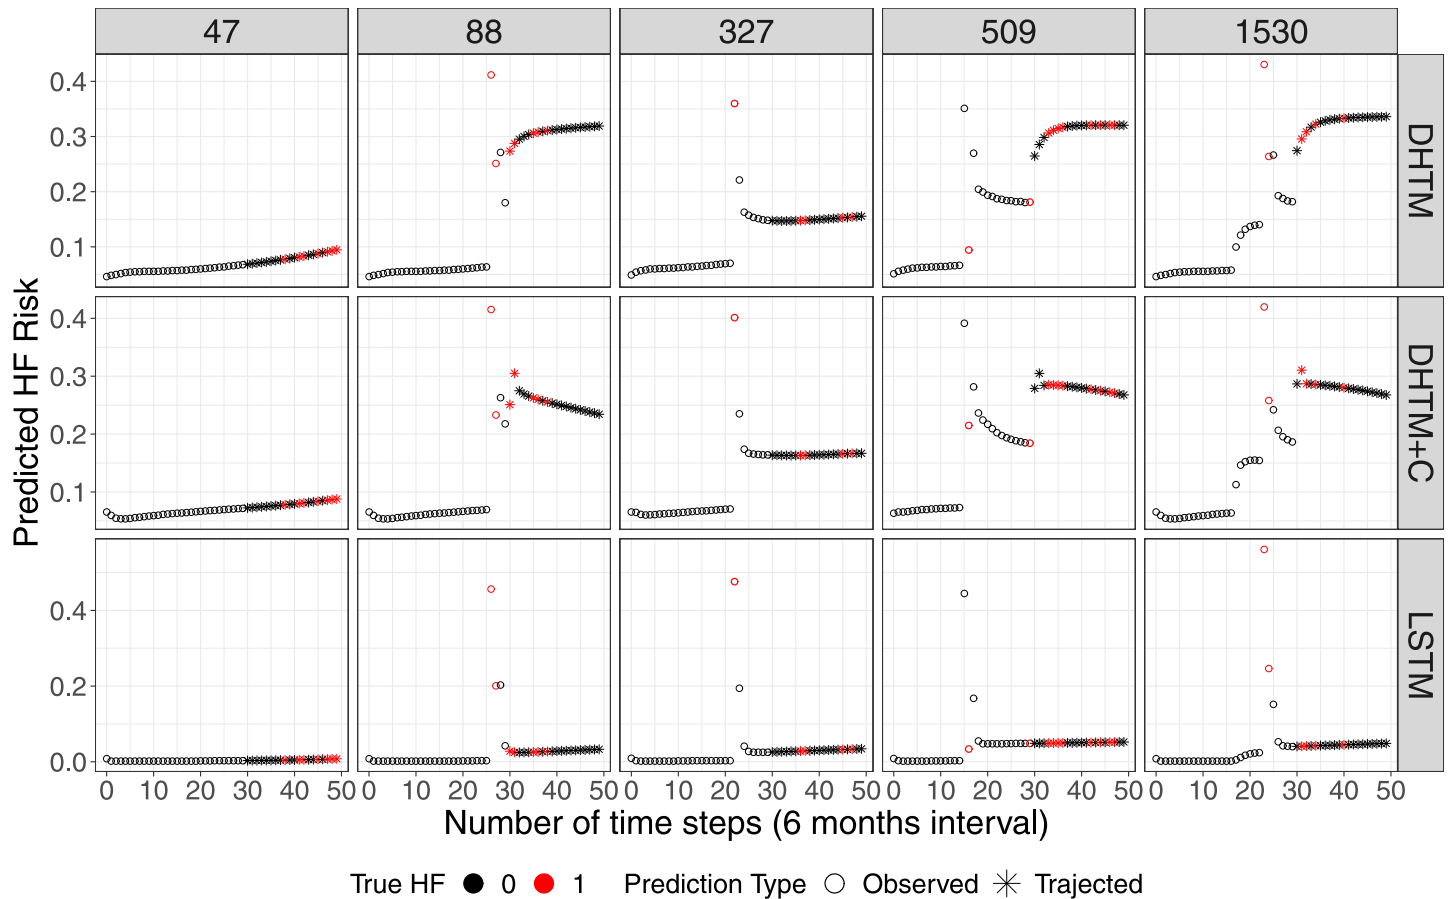 47 88 327 509 1530
Predicted HF Risk
0.4
0.3
0.2
0.1
DHTM
0.4
0.3
0.2
0.1
DHTM+C
0.4
0.2
0.0
LSTM
0 10 20 30 40 50 0 10 20 30 40 50 0 10 20 30 40 50 0 10 20 30 40 50 0 10 20 30 40 50
Number of time steps (6 months interval)
True HF 0 1 Prediction Type Observed Trajected